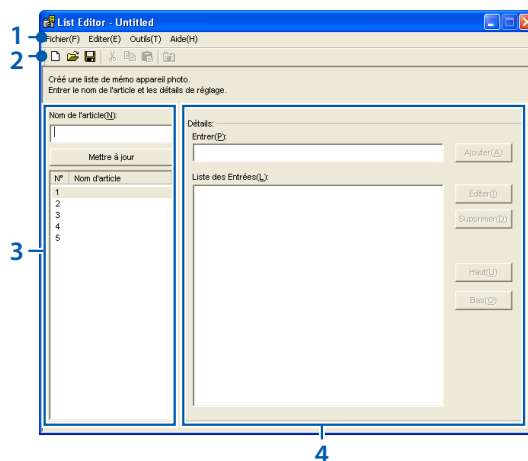 List Editor - Untitled
1
Fichier(F) Editer(E) Outils(T) Aide(H)
2
Créé une liste de mémo appareil photo.
Entrer le nom de l'article et les détails de réglage.
Nom de l'article(N):
Mettre à jour
N° Nom d'article
1
2
3
4
5
3
Détails:
Entrer(P):
Ajouter(A)
Liste des Entrées(L):
Editer(I)
Supprimer(D)
Haut(U)
Bas(O)
4